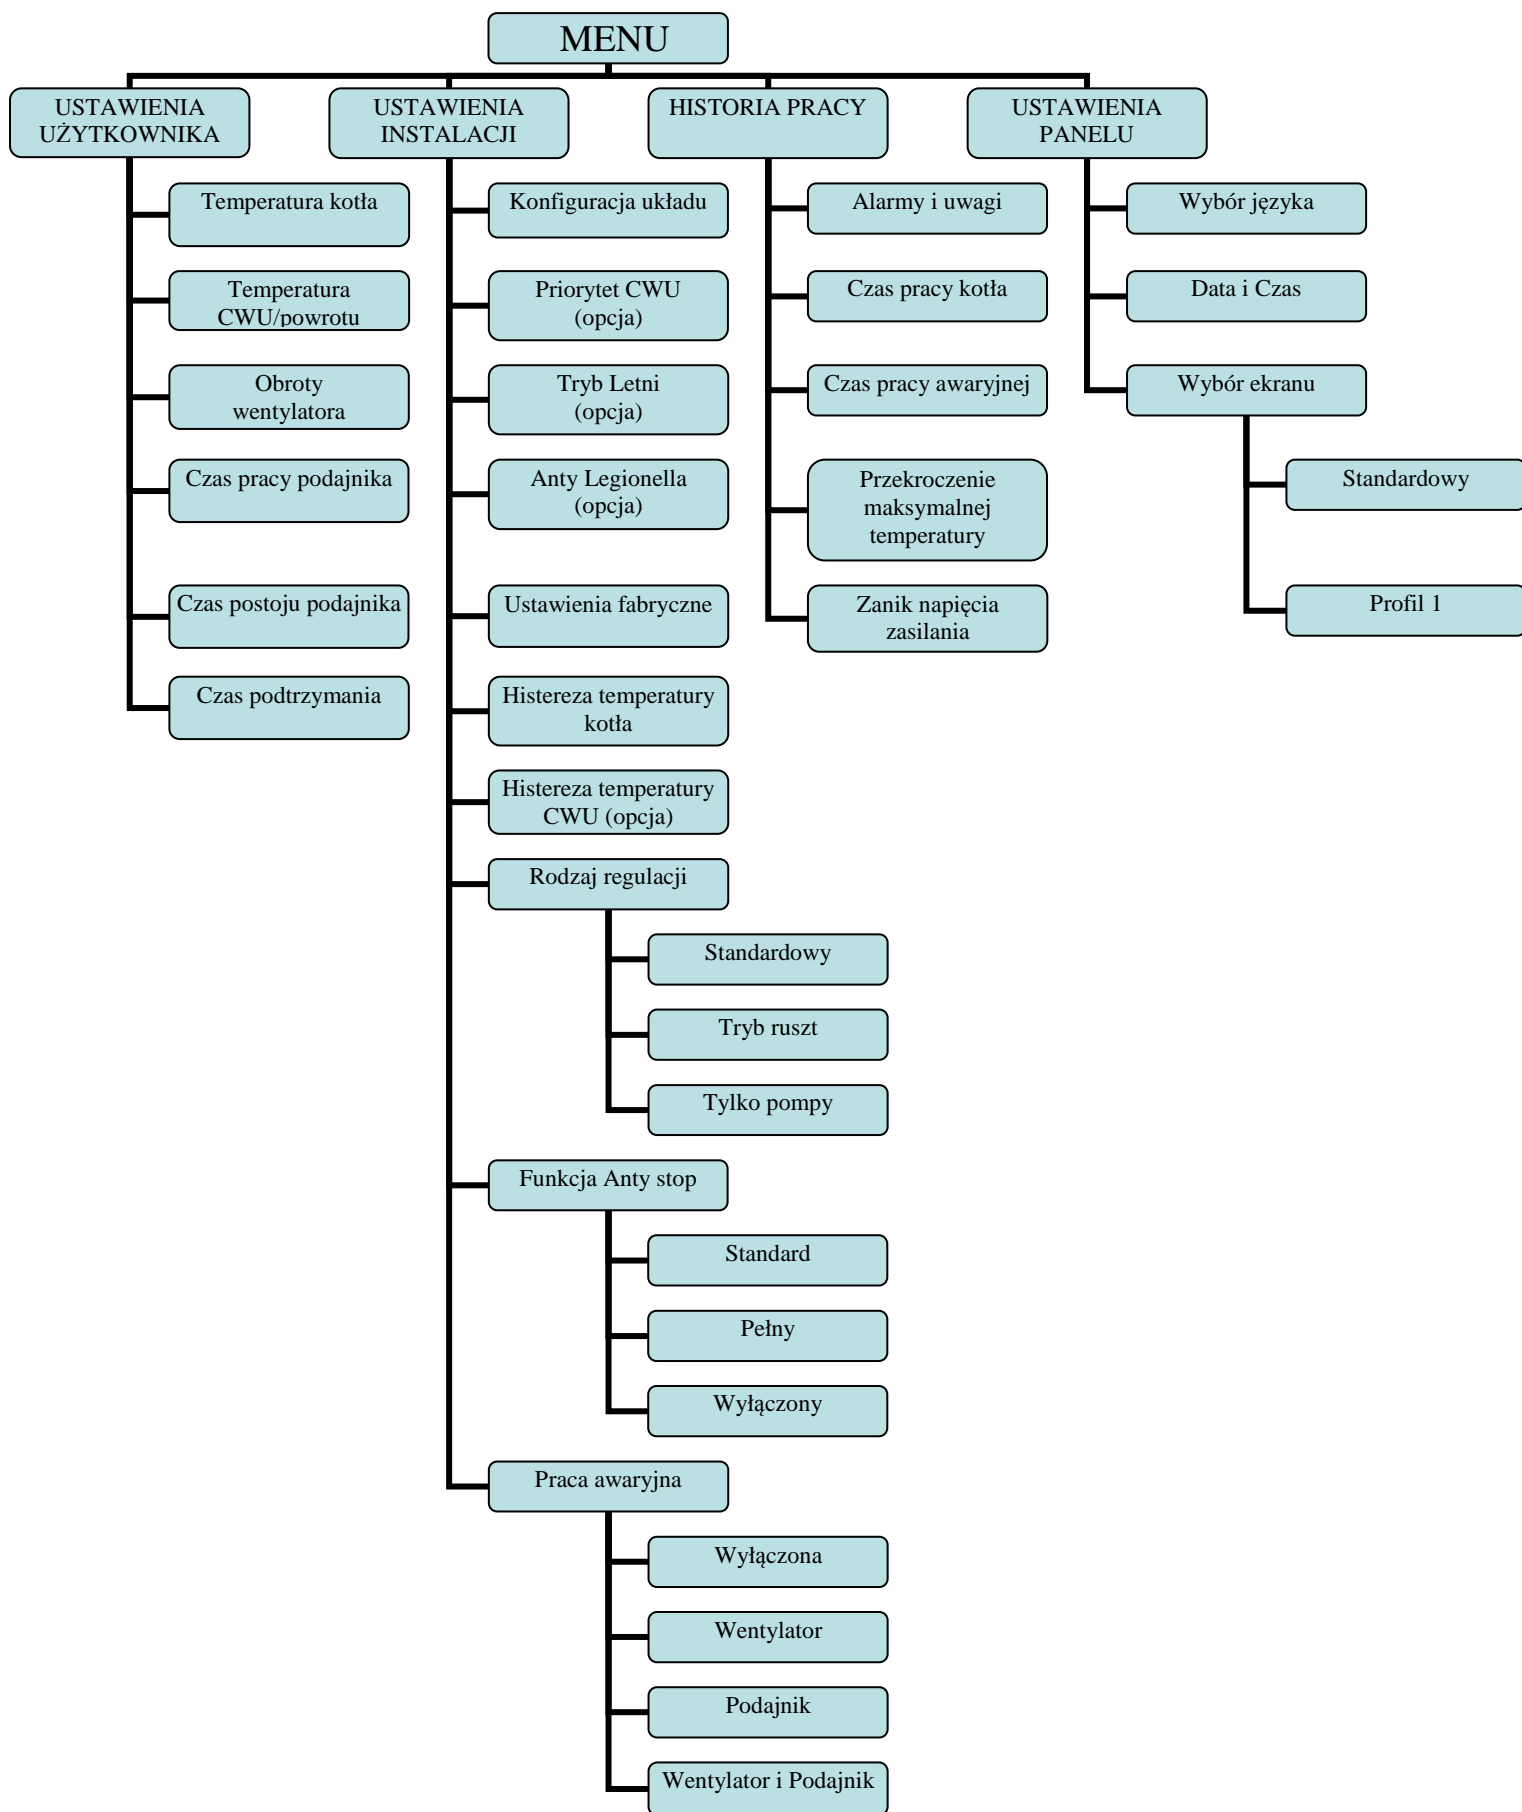 MENU
USTAWIENIA
UŻYTKOWNIKA
Temperatura kotła
Temperatura
CWU/powrotu
Obroty
wentylatora
Czas pracy podajnika
Czas postoju podajnika
Czas podtrzymania
USTAWIENIA
INSTALACJI
Konfiguracja układu
Priorytet CWU
(opcja)
Tryb Letni
(opcja)
Anty Legionella
(opcja)
Ustawienia fabryczne
Histereza temperatury
kotła
Histereza temperatury
CWU (opcja)
Rodzaj regulacji
Standardowy
Tryb ruszt
Tylko pompy
Funkcja Anty stop
Standard
Pełny
Wyłączony
Praca awaryjna
Wyłączona
Wentylator
Podajnik
Wentylator i Podajnik
HISTORIA PRACY
Alarmy i uwagi
Czas pracy kotła
Czas pracy awaryjnej
Przekroczenie
maksymalnej
temperatury
Zanik napięcia
zasilania
USTAWIENIA
PANELU
Wybór języka
Data i Czas
Wybór ekranu
Standardowy
Profil 1